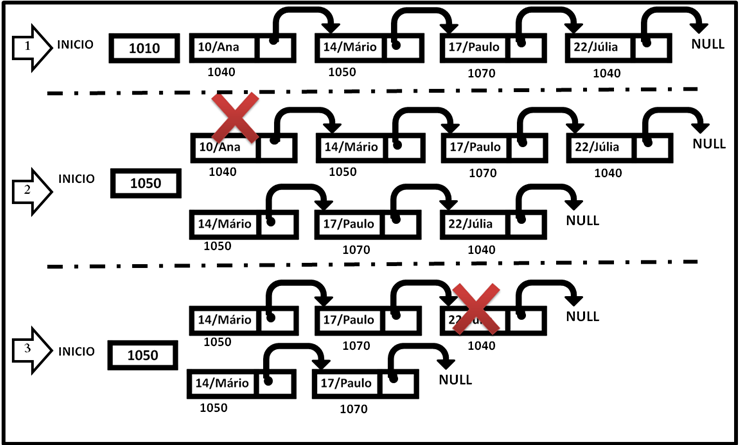 1 INICIO 1010 10/Ana 14/Mário 17/Paulo 22/Júlia NULL
1040 1050 1070 1040
10/Ana 14/Mário 17/Paulo 22/Júlia NULL
1040 1050 1070 1040
2 INICIO 1050
14/Mário 17/Paulo 22/Júlia NULL
1050 1070 1040
14/Mário 17/Paulo NULL
1050 1070 1040
3 INICIO 1050
14/Mário 17/Paulo NULL
1050 1070